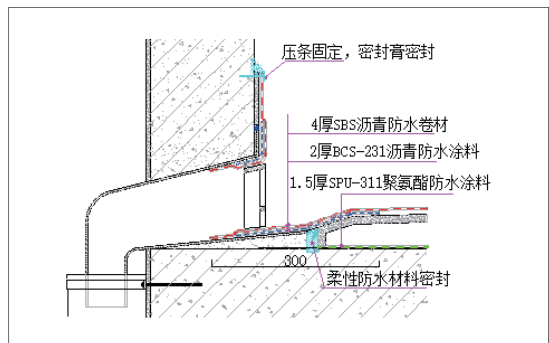 压条固定，密封膏密封
4厚SBS沥青防水卷材
2厚BCS-231沥青防水涂料
1.5厚SPU-311聚氨酯防水涂料
300
柔性防水材料密封